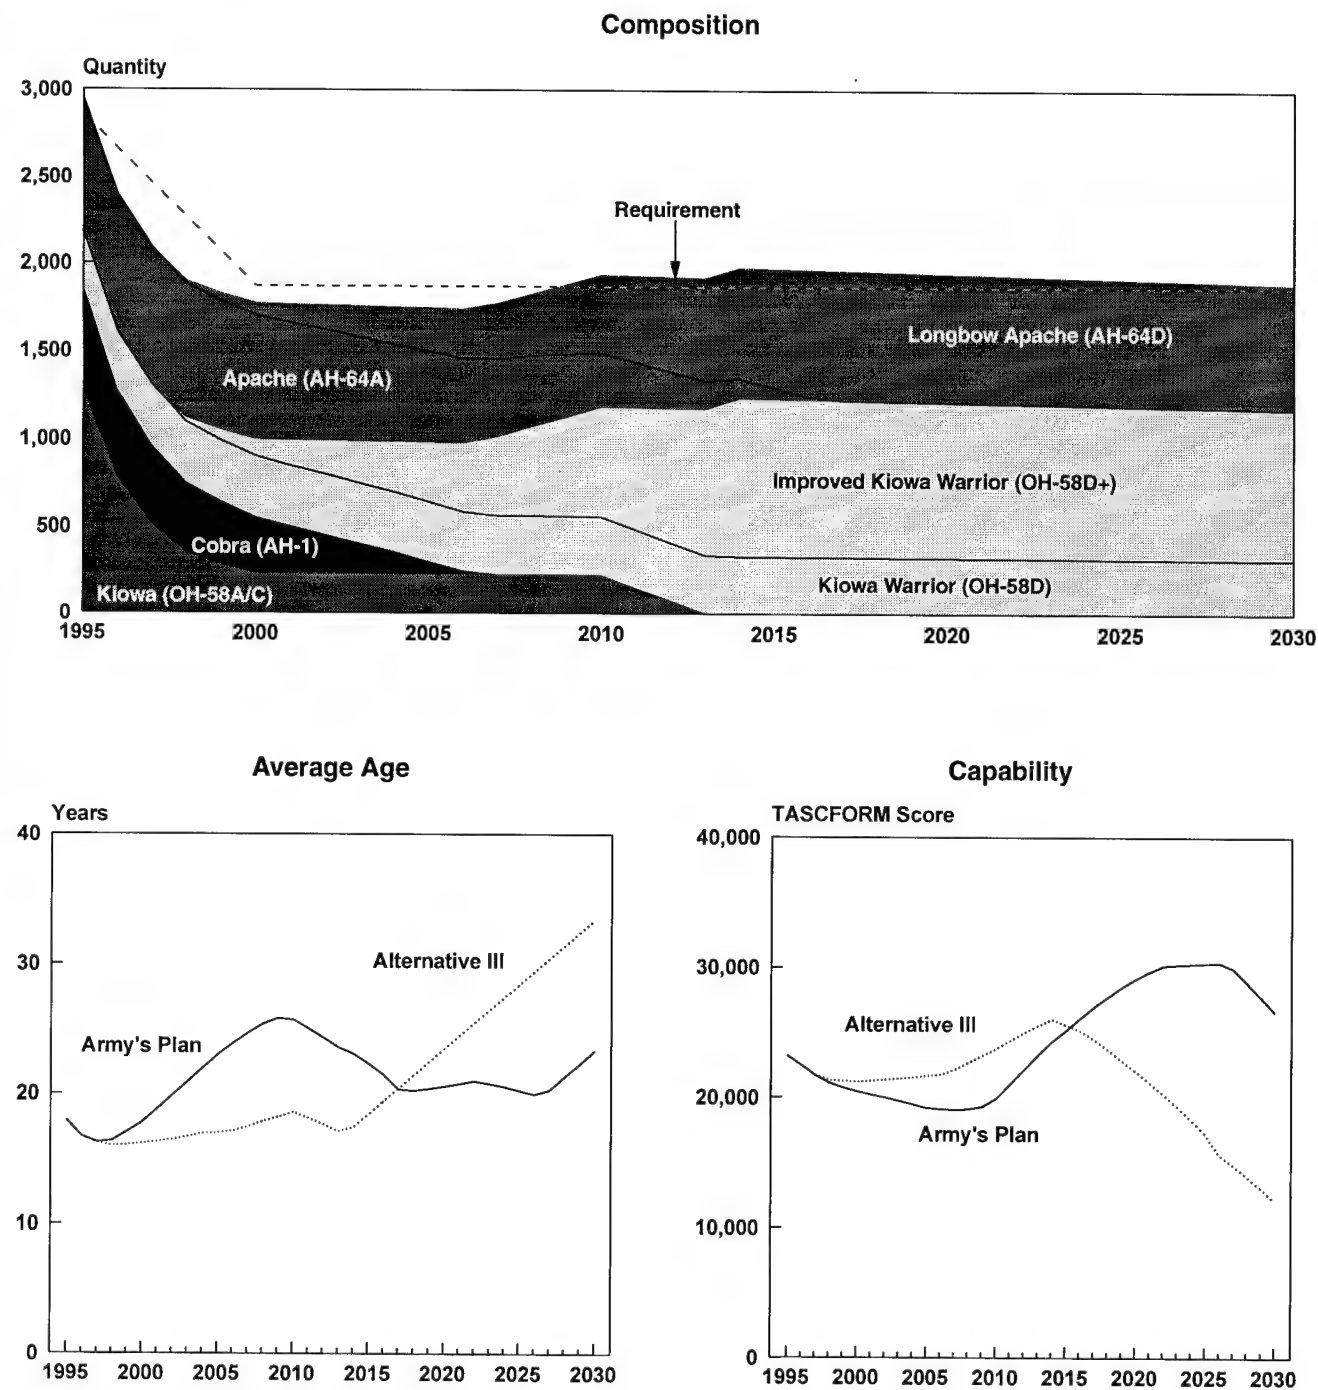 Composition
Quantity
3,000
2,500
2,000
1,500
1,000
500
0
Requirement
Longbow Apache (AH-64D)
Apache (AH-64A)
Improved Kiowa Warrior (OH-58D+)
Cobra (AH-1)
Kiowa Warrior (OH-58D)
Kiowa (OH-58A/C)
1995 2000 2005 2010 2015 2020 2025 2030
Average Age
Years
40
30
20
10
0
Alternative III
Army's Plan
1995 2000 2005 2010 2015 2020 2025 2030
Capability
TASCFORM Score
40,000
30,000
20,000
10,000
0
Alternative III
Army's Plan
1995 2000 2005 2010 2015 2020 2025 2030